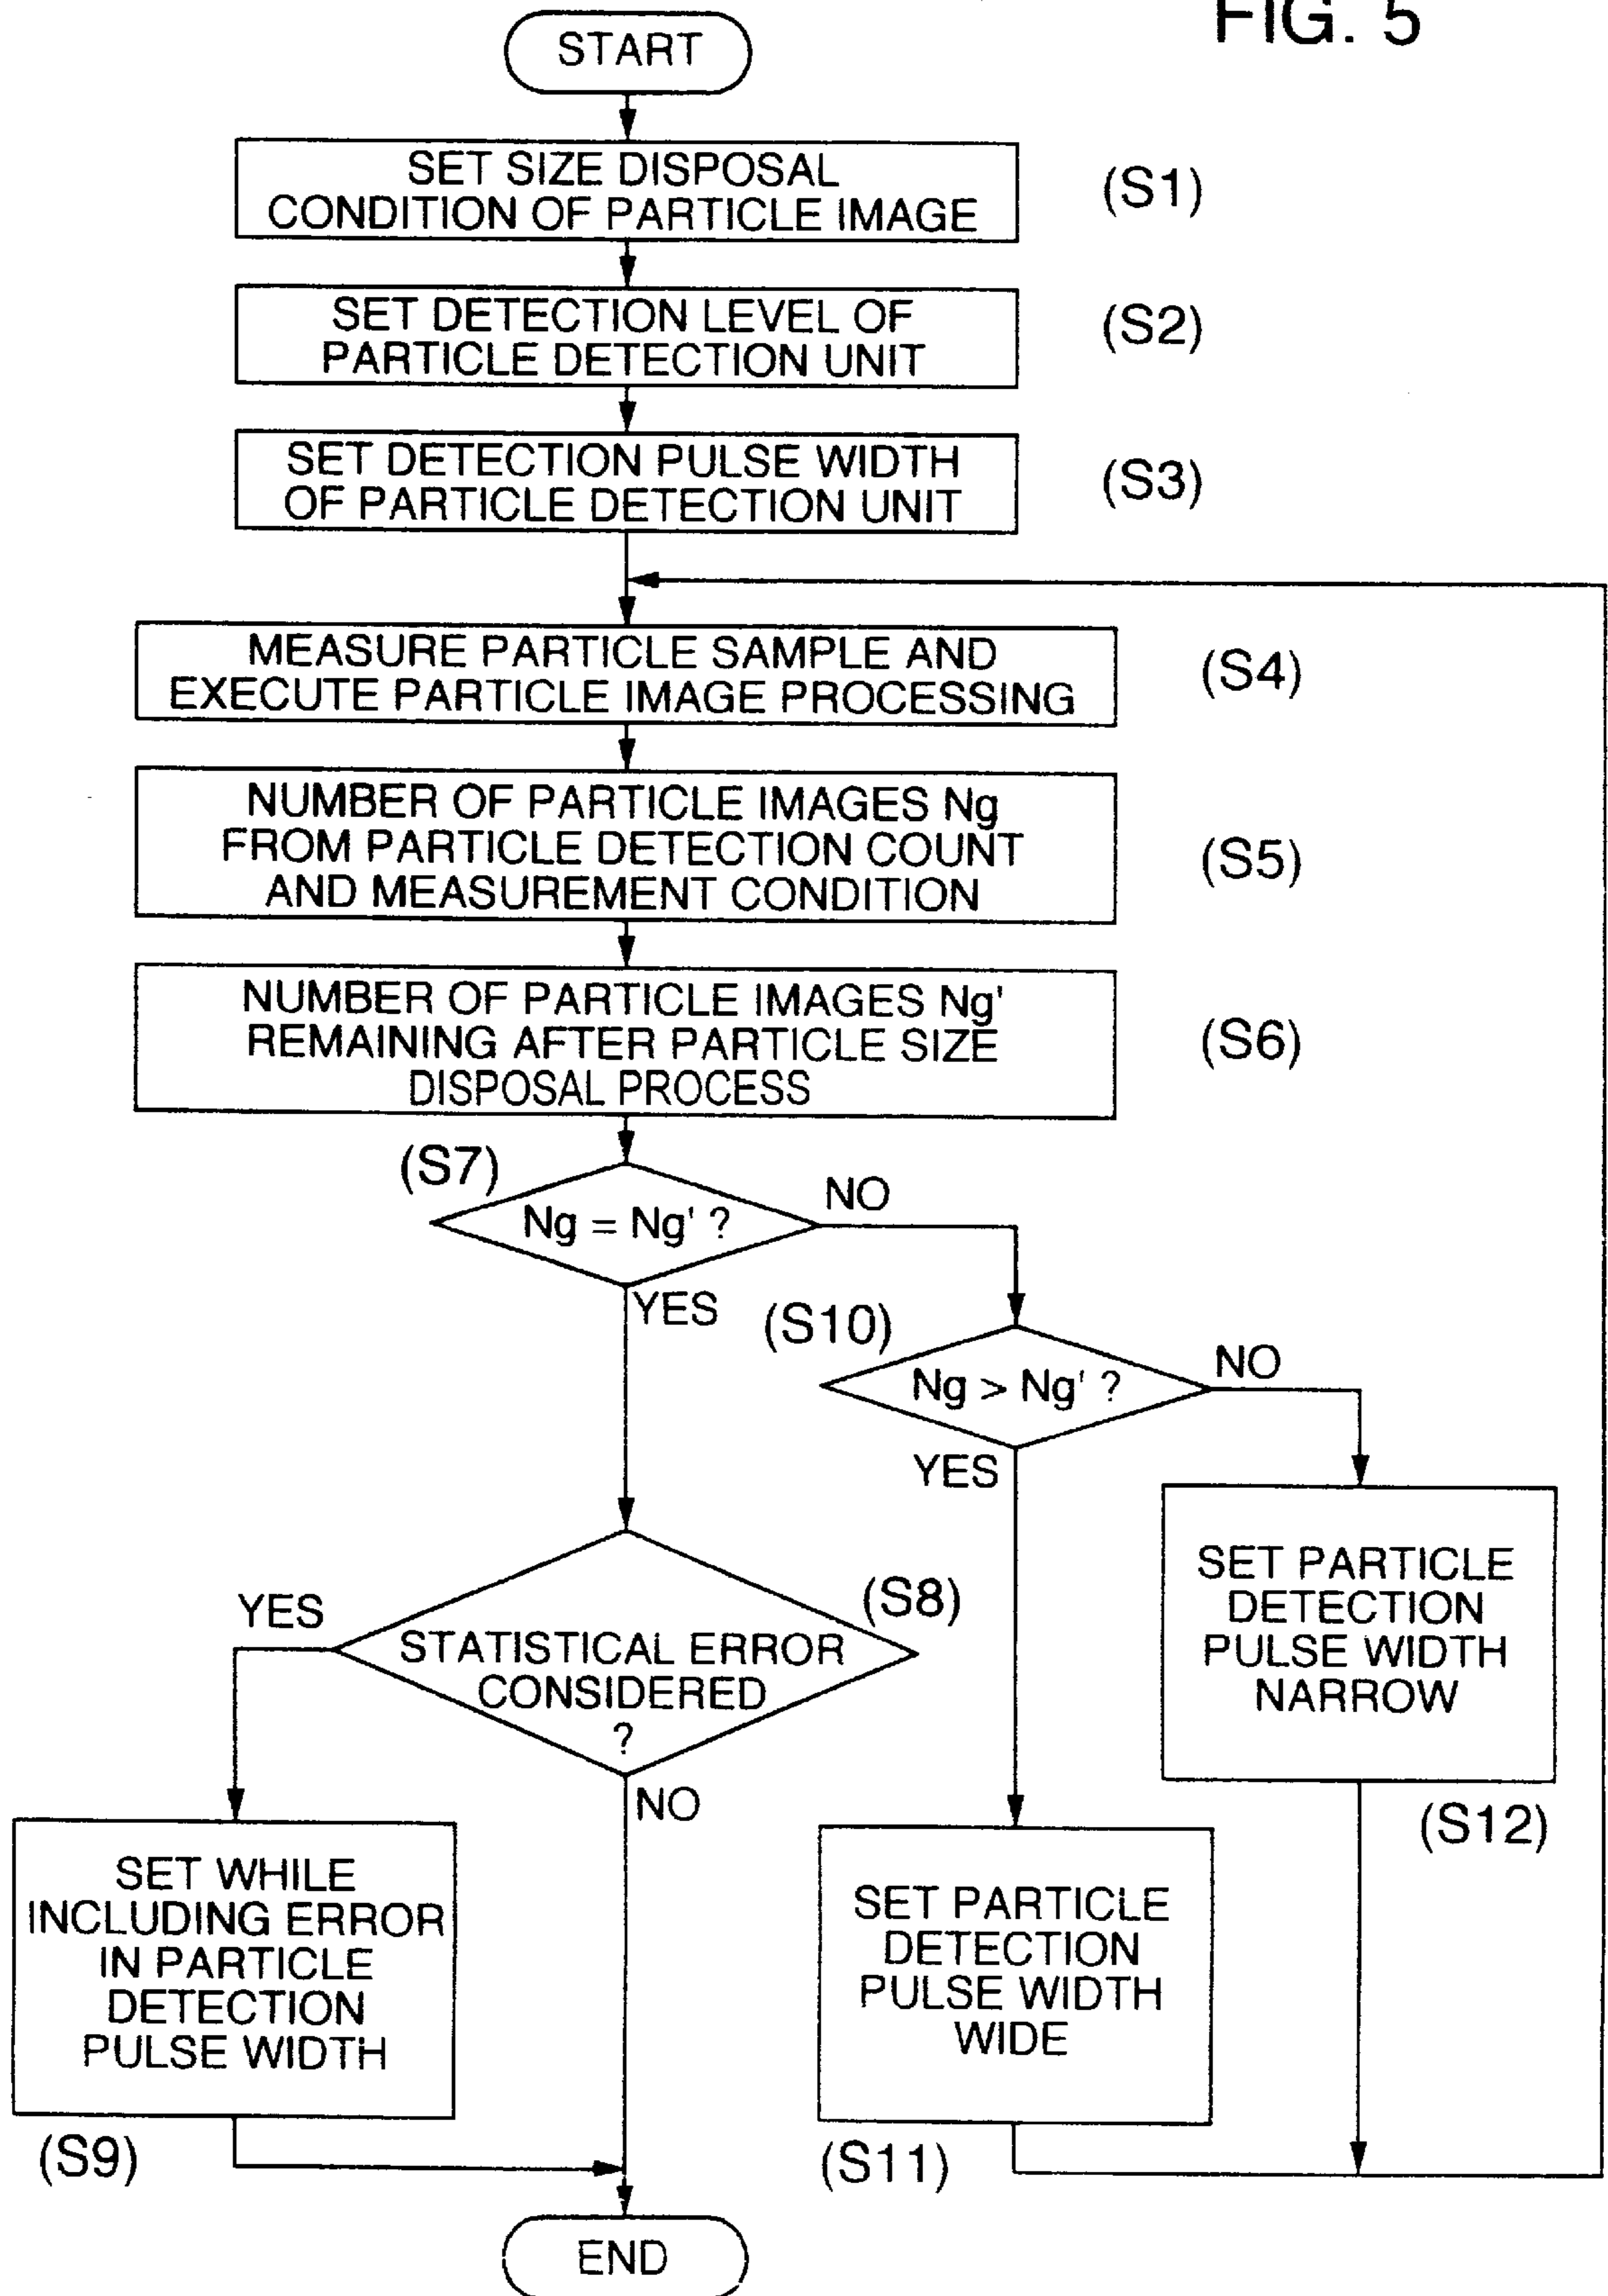 FIG. 5
START
SET SIZE DISPOSAL
CONDITION OF PARTICLE IMAGE
(S1)
SET DETECTION LEVEL OF
PARTICLE DETECTION UNIT
(S2)
SET DETECTION PULSE WIDTH
OF PARTICLE DETECTION UNIT
(S3)
MEASURE PARTICLE SAMPLE AND
EXECUTE PARTICLE IMAGE PROCESSING
(S4)
NUMBER OF PARTICLE IMAGES Ng
FROM PARTICLE DETECTION COUNT
AND MEASUREMENT CONDITION
(S5)
NUMBER OF PARTICLE IMAGES Ng'
REMAINING AFTER PARTICLE SIZE
DISPOSAL PROCESS
(S6)
(S7)
Ng = Ng' ?
NO
YES
(S10)
Ng > Ng' ?
NO
YES
SET PARTICLE
DETECTION
PULSE WIDTH
NARROW
(S12)
(S8)
STATISTICAL ERROR
CONSIDERED
?
YES
NO
SET WHILE
INCLUDING ERROR
IN PARTICLE
DETECTION
PULSE WIDTH
(S9)
SET PARTICLE
DETECTION
PULSE WIDTH
WIDE
(S11)
END